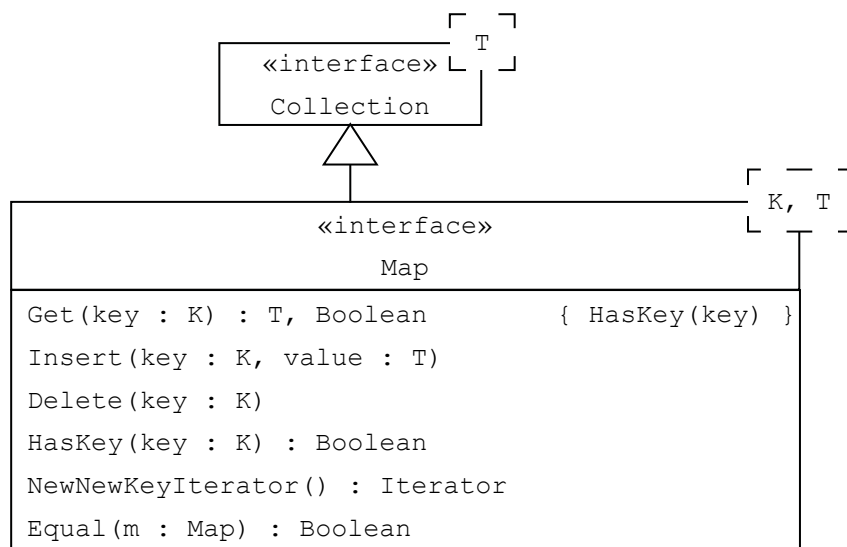 T
«interface»
Collection
K, T
«interface»
Map
Get(key : K) : T, Boolean { HasKey(key) }
Insert(key : K, value : T)
Delete(key : K)
HasKey(key : K) : Boolean
NewNewKeyIterator() : Iterator
Equal(m : Map) : Boolean